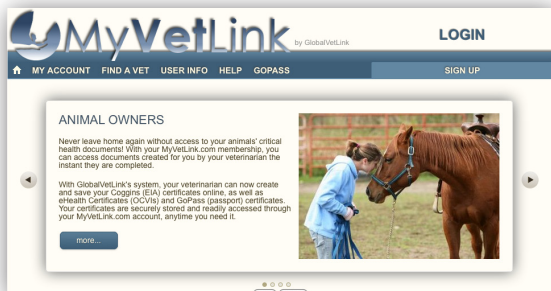 MyVetLink by GlobalVetLink
LOGIN
MY ACCOUNT FIND A VET USER INFO HELP GOPASS
SIGN UP
ANIMAL OWNERS
Never leave home again without access to your animals' critical
health documents! With your MyVetLink.com membership, you
can access documents created for you by your veterinarian the
instant they are completed.
With GlobalVetLink's system, your veterinarian can now create
and save your Coggins (EIA) certificates online, as well as
eHealth Certificates (OCVIs) and GoPass (passport) certificates.
Your certificates are securely stored and readily accessed through
your MyVetLink.com account, anytime you need it.
more...